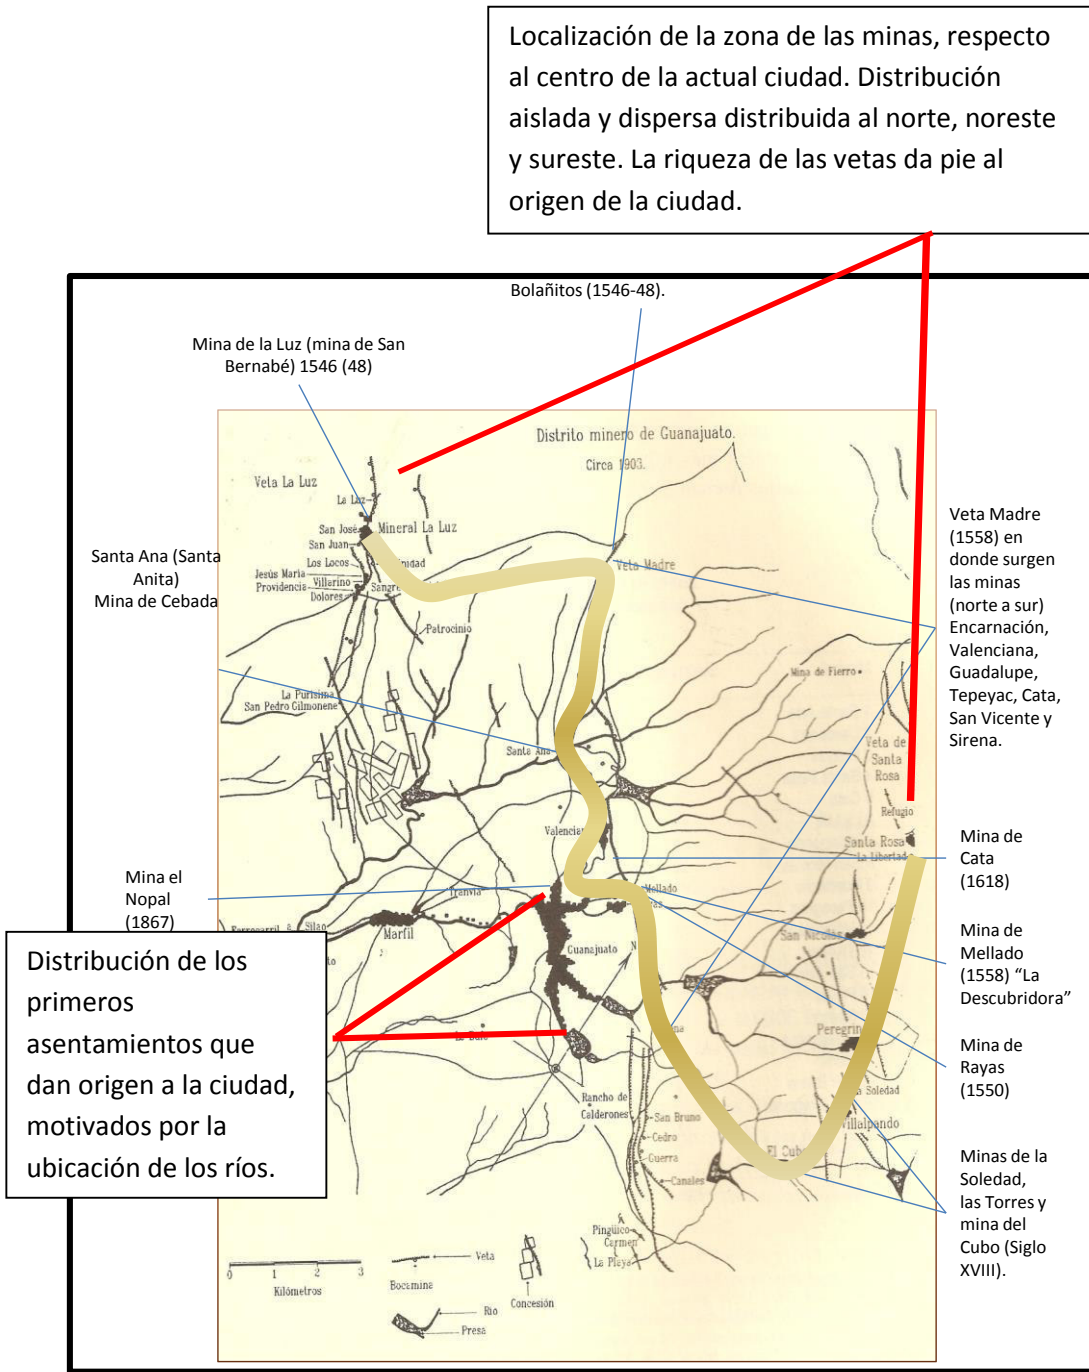 Localización de la zona de las minas, respecto
al centro de la actual ciudad. Distribución
aislada y dispersa distribuida al norte, noreste
y sureste. La riqueza de las vetas da pie al
origen de la ciudad.
Bolañitos (1546-48).
Mina de la Luz (mina de San
Bernabé) 1546 (48)
Distrito minero de Guanajuato.
Circa 1903.
Veta La Luz
La Luz
San José
Mineral La Luz
San Juan
Los Locos
Jesús María
Villarino
Providencia
Dolores
Patrocinio
Veta Madre
Santa Ana (Santa
Anita)
Mina de Cebada
Veta Madre
(1558) en
donde surgen
las minas
(norte a sur)
Encarnación,
Valenciana,
Guadalupe,
Tepeyac, Cata,
San Vicente y
Sirena.
La Purísima
San Pedro Gilmonene
Mina de Fierro
Santa Ana
Veta de
Santa
Rosa
Refugio
Santa Rosa
La Libertad
Mina de
Cata
(1618)
Mina el
Nopal
(1867)
Tranvía
Mellado
Marfil
Guanajuato
N
San Nicolás
Mina de
Mellado
(1558) “La
Descubridora”
Distribución de los
primeros
asentamientos que
dan origen a la ciudad,
motivados por la
ubicación de los ríos.
Mina de
Rayas
(1550)
Rancho de
Calderones
San Bruno
Cedro
Guerra
Canales
Soledad
Villalpando
El Cubo
Minas de la
Soledad,
las Torres y
mina del
Cubo (Siglo
XVIII).
Pingüico
Carmen
La Playa
0 1 2 3
Kilómetros
Veta
Bocamina
Concesión
Río
Presa